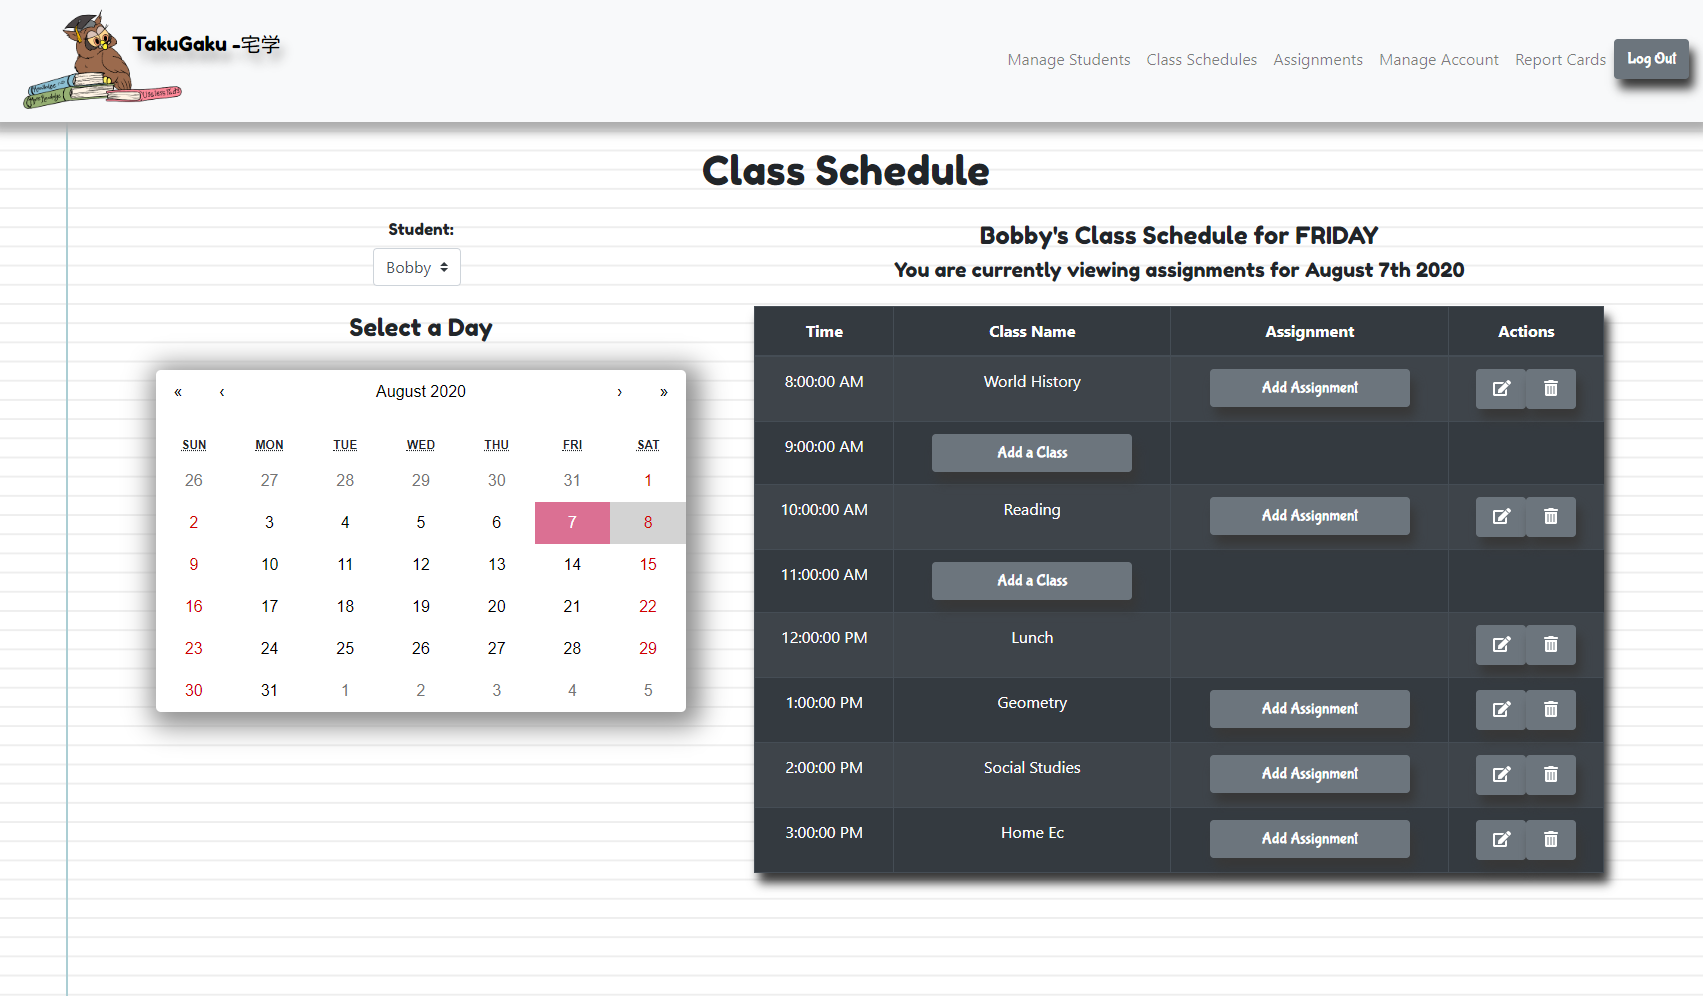 TakuGaku -宅学
Manage Students Class Schedules Assignments Manage Account Report Cards Log Out
Class Schedule
Student:
Bobby
Select a Day
« ‹ August 2020 › »
SUN MON TUE WED THU FRI SAT
26 27 28 29 30 31 1
2 3 4 5 6 7 8
9 10 11 12 13 14 15
16 17 18 19 20 21 22
23 24 25 26 27 28 29
30 31 1 2 3 4 5
Bobby's Class Schedule for FRIDAY
You are currently viewing assignments for August 7th 2020
Time Class Name Assignment Actions
8:00:00 AM World History Add Assignment
9:00:00 AM Add a Class
10:00:00 AM Reading Add Assignment
11:00:00 AM Add a Class
12:00:00 PM Lunch
1:00:00 PM Geometry Add Assignment
2:00:00 PM Social Studies Add Assignment
3:00:00 PM Home Ec Add Assignment